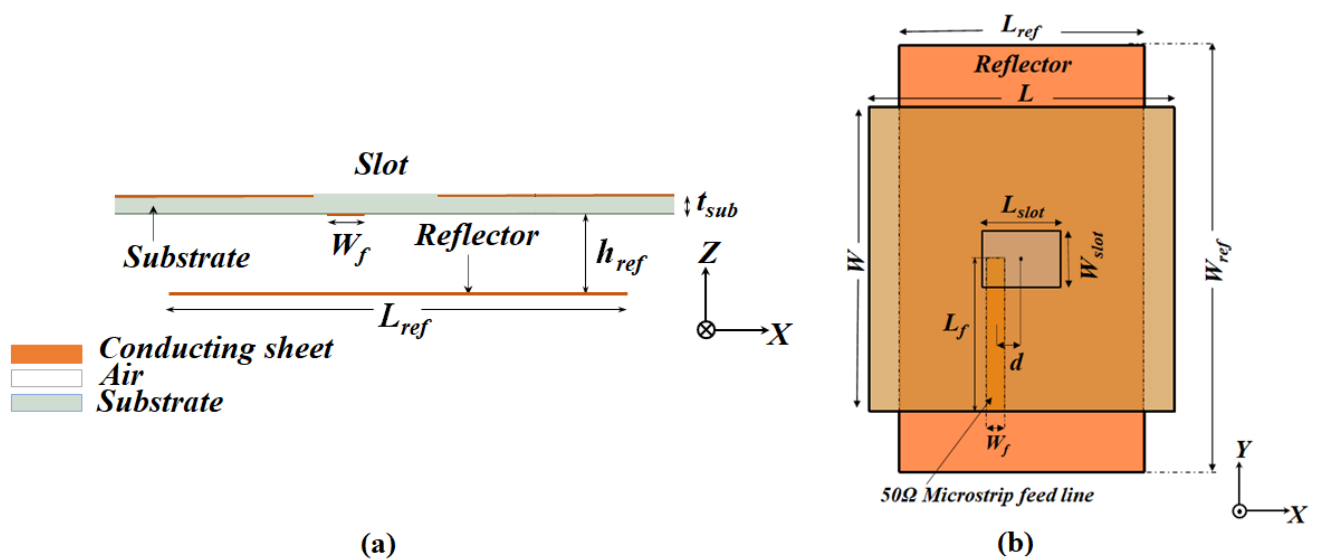 Slot
t_sub
Substrate
W_f
Reflector
h_ref
L_ref
Z
X
Conducting sheet
Air
Substrate
(a)
L_ref
Reflector
L
L_slot
W
W_slot
W_ref
L_f
d
W_f
50Ω Microstrip feed line
Y
X
(b)